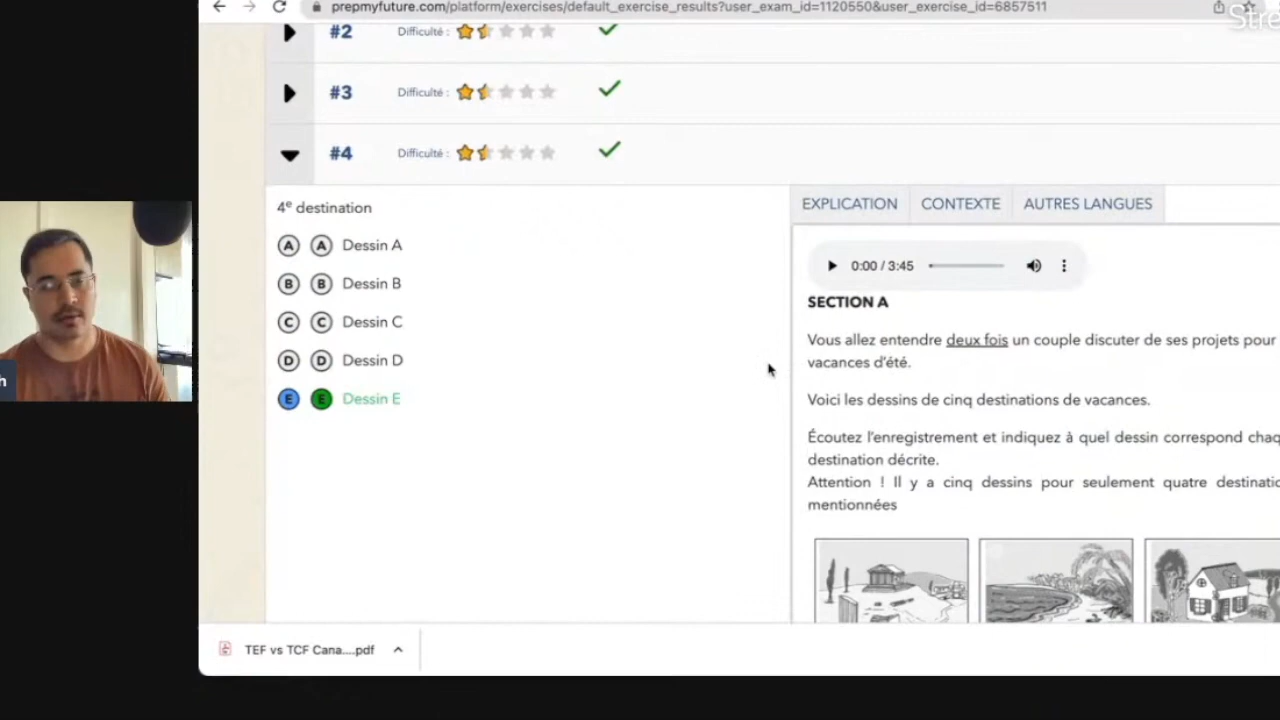 prepmyfuture.com/platform/exercises/default_exercise_results?user_exam_id=1120550&user_exercise_id=6857511
Stre
#2 Difficulté :
#3 Difficulté :
#4 Difficulté :
4e destination
A A Dessin A
B B Dessin B
C C Dessin C
D D Dessin D
E E Dessin E
EXPLICATION CONTEXTE AUTRES LANGUES
0:00 / 3:45
SECTION A
Vous allez entendre deux fois un couple discuter de ses projets pour
vacances d'été.
Voici les dessins de cinq destinations de vacances.
Écoutez l'enregistrement et indiquez à quel dessin correspond chaq
destination décrite.
Attention ! Il y a cinq dessins pour seulement quatre destinatio
mentionnées
h
TEF vs TCF Cana....pdf